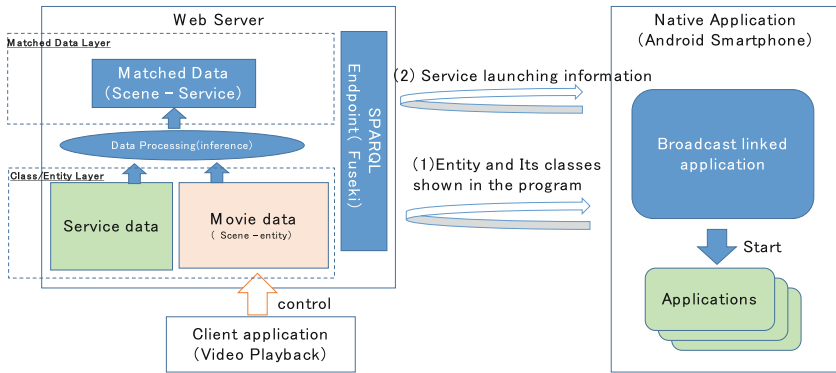 Web Server
Matched Data Layer
Matched Data
(Scene – Service)
Data Processing(inference)
Class/Entity Layer
Service data
Movie data
( Scene – entity)
SPARQL
Endpoint( Fuseki)
control
Client application
(Video Playback)
(2) Service launching information
(1)Entity and Its classes
shown in the program
Native Application
(Android Smartphone)
Broadcast linked
application
Start
Applications